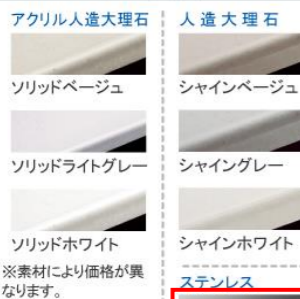 アクリル人造大理石
ソリッドベージュ
ソリッドライトグレー
ソリッドホワイト
※素材により価格が異
なります。
人造大理石
シャインベージュ
シャイングレー
シャインホワイト
ステンレス